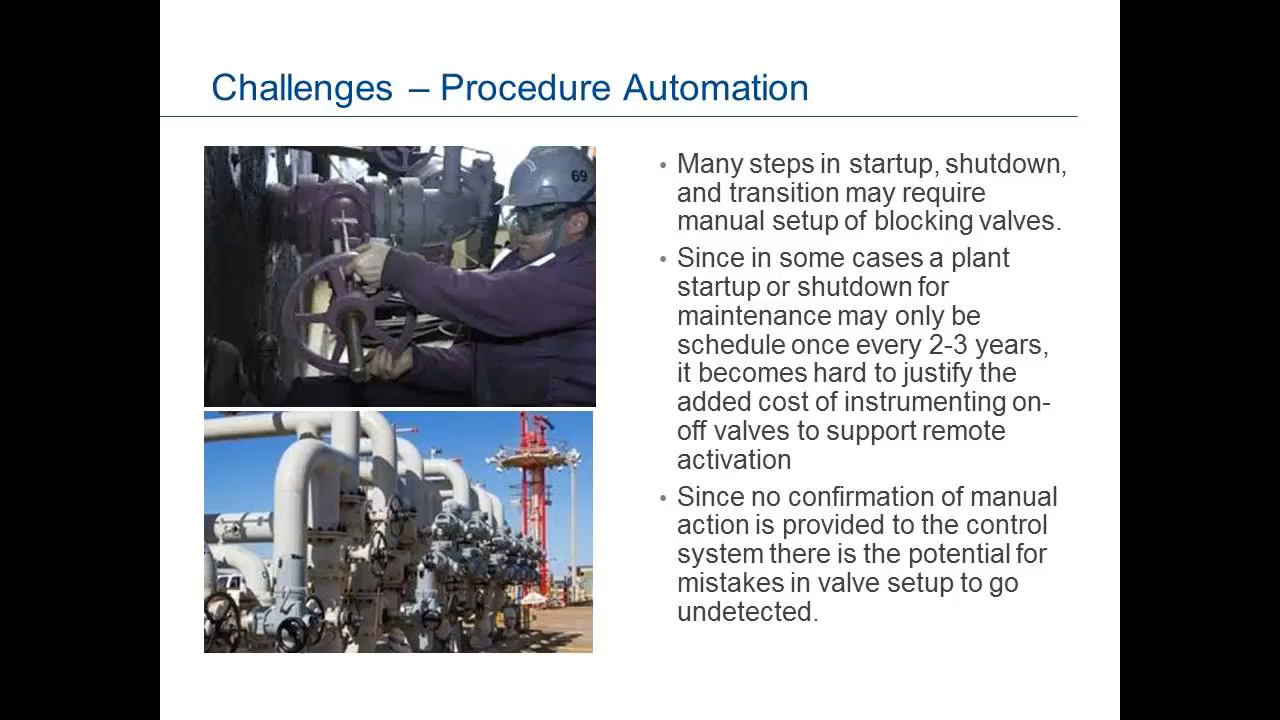 Challenges – Procedure Automation
69
• Many steps in startup, shutdown,
and transition may require
manual setup of blocking valves.
• Since in some cases a plant
startup or shutdown for
maintenance may only be
schedule once every 2-3 years,
it becomes hard to justify the
added cost of instrumenting on-
off valves to support remote
activation
• Since no confirmation of manual
action is provided to the control
system there is the potential for
mistakes in valve setup to go
undetected.